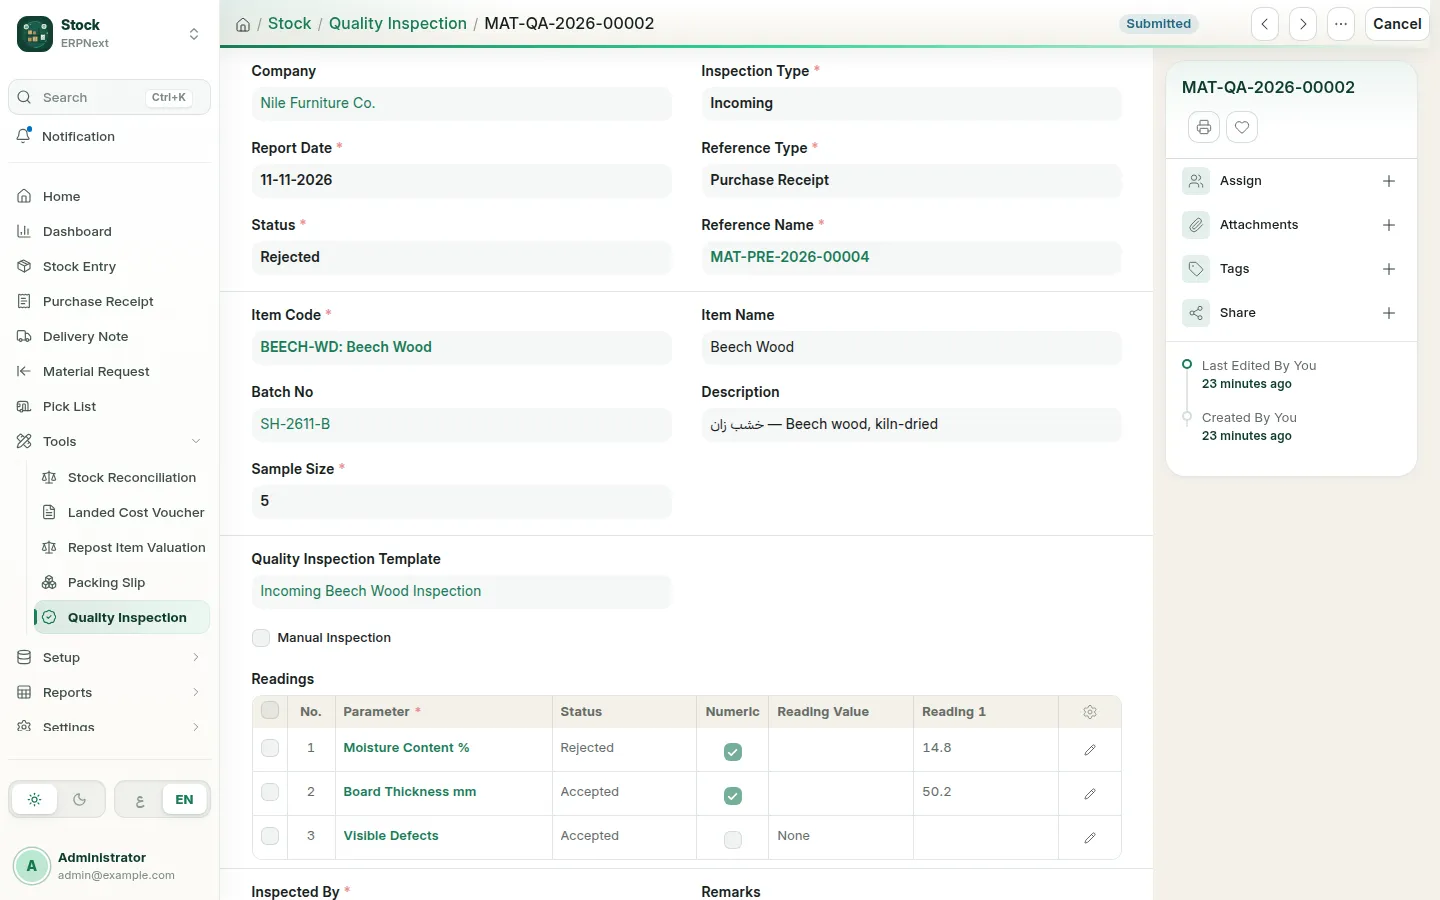 Stock
ERPNext
Search
Ctrl+K
Notification
Home
Dashboard
Stock Entry
Purchase Receipt
Delivery Note
Material Request
Pick List
Tools
Stock Reconciliation
Landed Cost Voucher
Repost Item Valuation
Packing Slip
Quality Inspection
Setup
Reports
Settings
ع
EN
A
Administrator
admin@example.com
/ Stock / Quality Inspection / MAT-QA-2026-00002
Submitted
Cancel
Company
Nile Furniture Co.
Inspection Type *
Incoming
Report Date *
11-11-2026
Reference Type *
Purchase Receipt
Status *
Rejected
Reference Name *
MAT-PRE-2026-00004
Item Code *
BEECH-WD: Beech Wood
Item Name
Beech Wood
Batch No
SH-2611-B
Description
خشب زان — Beech wood, kiln-dried
Sample Size *
5
Quality Inspection Template
Incoming Beech Wood Inspection
Manual Inspection
Readings
No. Parameter * Status Numeric Reading Value Reading 1
1 Moisture Content % Rejected 14.8
2 Board Thickness mm Accepted 50.2
3 Visible Defects Accepted None
Inspected By *
Remarks
MAT-QA-2026-00002
Assign
Attachments
Tags
Share
Last Edited By You
23 minutes ago
Created By You
23 minutes ago